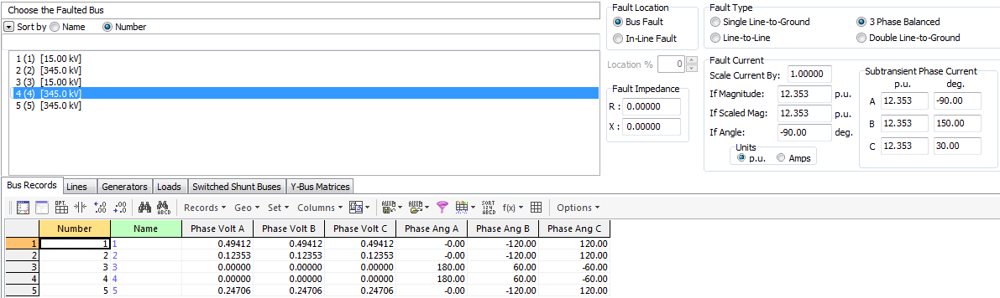 Choose the Faulted Bus
Sort by Name Number
1 (1) [15.00 kV]
2 (2) [345.0 kV]
3 (3) [15.00 kV]
4 (4) [345.0 kV]
5 (5) [345.0 kV]
Fault Location
Bus Fault
In-Line Fault
Location % 0
Fault Impedance
R : 0.00000
X : 0.00000
Fault Type
Single Line-to-Ground 3 Phase Balanced
Line-to-Line Double Line-to-Ground
Fault Current
Scale Current By: 1.00000
If Magnitude: 12.353 p.u.
If Scaled Mag: 12.353 p.u.
If Angle: -90.00 deg.
Units
p.u. Amps
Subtransient Phase Current
p.u. deg.
A 12.353 -90.00
B 12.353 150.00
C 12.353 30.00
Bus Records Lines Generators Loads Switched Shunt Buses Y-Bus Matrices
Records Geo Set Columns f(x) Options
Number Name Phase Volt A Phase Volt B Phase Volt C Phase Ang A Phase Ang B Phase Ang C
1 1 1 0.49412 0.49412 0.49412 -0.00 -120.00 120.00
2 2 2 0.12353 0.12353 0.12353 -0.00 -120.00 120.00
3 3 3 0.00000 0.00000 0.00000 180.00 60.00 -60.00
4 4 4 0.00000 0.00000 0.00000 180.00 60.00 -60.00
5 5 5 0.24706 0.24706 0.24706 -0.00 -120.00 120.00